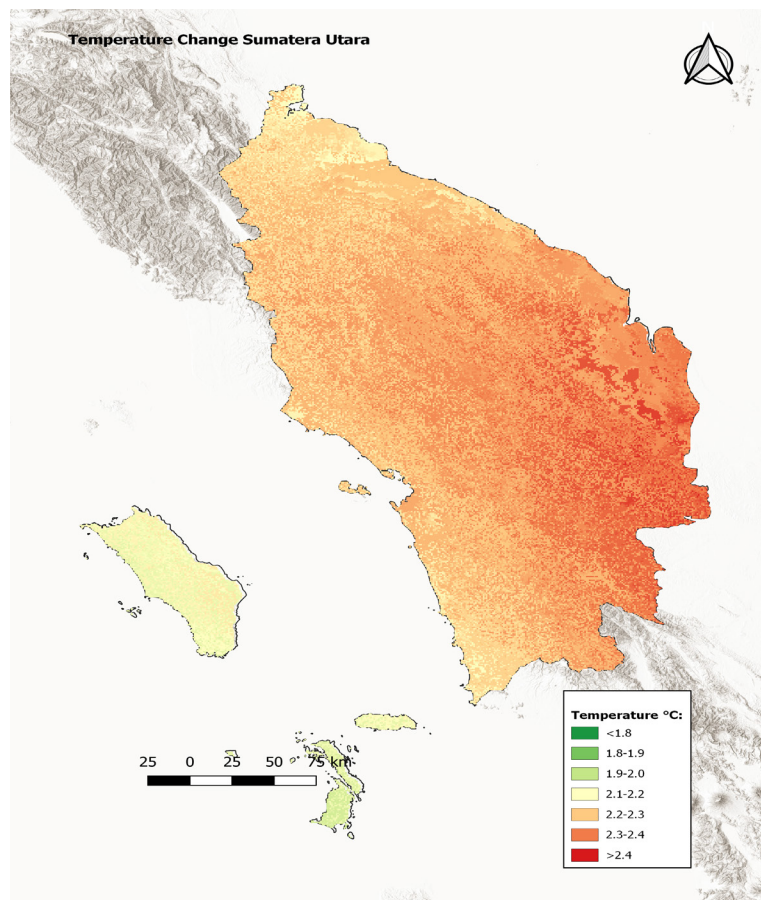 Temperature Change Sumatera Utara
25 0 25 50 75 km
Temperature °C:
<1.8
1.8-1.9
1.9-2.0
2.1-2.2
2.2-2.3
2.3-2.4
>2.4